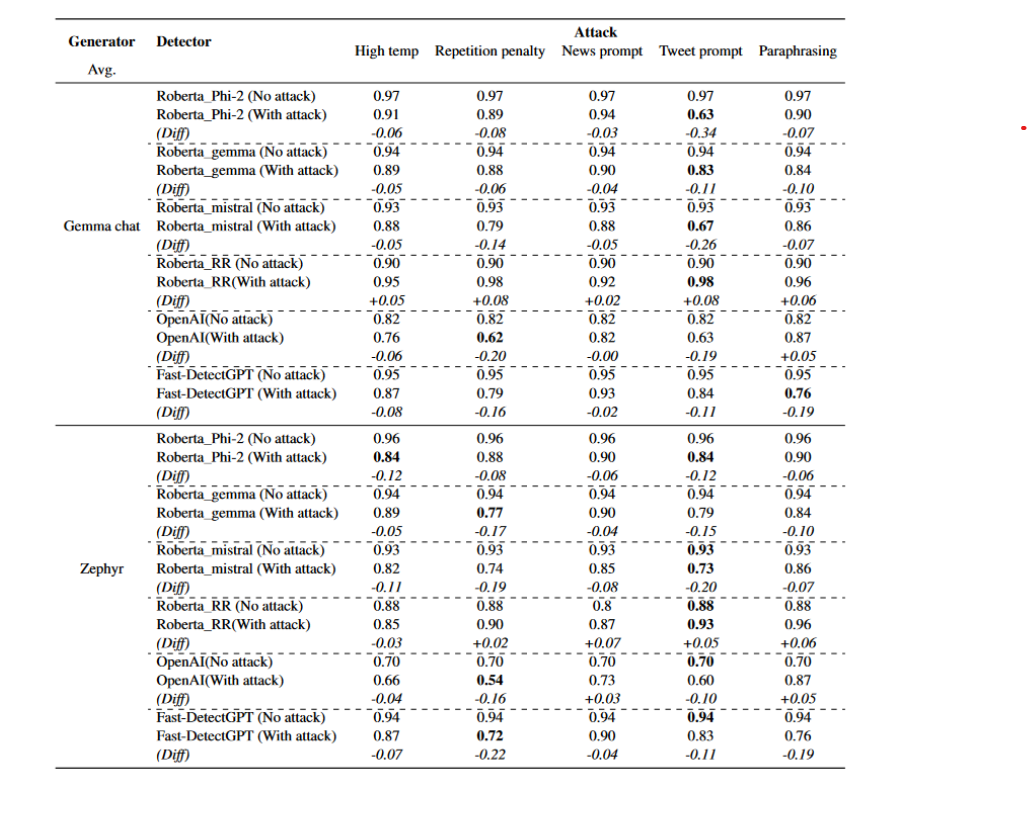 Attack
Generator Detector
High temp Repetition penalty News prompt Tweet prompt Paraphrasing
Avg.
Roberta_Phi-2 (No attack) 0.97 0.97 0.97 0.97 0.97
Roberta_Phi-2 (With attack) 0.91 0.89 0.94 0.63 0.90
(Diff) -0.06 -0.08 -0.03 -0.34 -0.07
Roberta_gemma (No attack) 0.94 0.94 0.94 0.94 0.94
Roberta_gemma (With attack) 0.89 0.88 0.90 0.83 0.84
(Diff) -0.05 -0.06 -0.04 -0.11 -0.10
Roberta_mistral (No attack) 0.93 0.93 0.93 0.93 0.93
Gemma chat Roberta_mistral (With attack) 0.88 0.79 0.88 0.67 0.86
(Diff) -0.05 -0.14 -0.05 -0.26 -0.07
Roberta_RR (No attack) 0.90 0.90 0.90 0.90 0.90
Roberta_RR(With attack) 0.95 0.98 0.92 0.98 0.96
(Diff) +0.05 +0.08 +0.02 +0.08 +0.06
OpenAI(No attack) 0.82 0.82 0.82 0.82 0.82
OpenAI(With attack) 0.76 0.62 0.82 0.63 0.87
(Diff) -0.06 -0.20 -0.00 -0.19 +0.05
Fast-DetectGPT (No attack) 0.95 0.95 0.95 0.95 0.95
Fast-DetectGPT (With attack) 0.87 0.79 0.93 0.84 0.76
(Diff) -0.08 -0.16 -0.02 -0.11 -0.19
Roberta_Phi-2 (No attack) 0.96 0.96 0.96 0.96 0.96
Roberta_Phi-2 (With attack) 0.84 0.88 0.90 0.84 0.90
(Diff) -0.12 -0.08 -0.06 -0.12 -0.06
Roberta_gemma (No attack) 0.94 0.94 0.94 0.94 0.94
Roberta_gemma (With attack) 0.89 0.77 0.90 0.79 0.84
(Diff) -0.05 -0.17 -0.04 -0.15 -0.10
Roberta_mistral (No attack) 0.93 0.93 0.93 0.93 0.93
Zephyr Roberta_mistral (With attack) 0.82 0.74 0.85 0.73 0.86
(Diff) -0.11 -0.19 -0.08 -0.20 -0.07
Roberta_RR (No attack) 0.88 0.88 0.8 0.88 0.88
Roberta_RR(With attack) 0.85 0.90 0.87 0.93 0.96
(Diff) -0.03 +0.02 +0.07 +0.05 +0.06
OpenAI(No attack) 0.70 0.70 0.70 0.70 0.70
OpenAI(With attack) 0.66 0.54 0.73 0.60 0.87
(Diff) -0.04 -0.16 +0.03 -0.10 +0.05
Fast-DetectGPT (No attack) 0.94 0.94 0.94 0.94 0.94
Fast-DetectGPT (With attack) 0.87 0.72 0.90 0.83 0.76
(Diff) -0.07 -0.22 -0.04 -0.11 -0.19